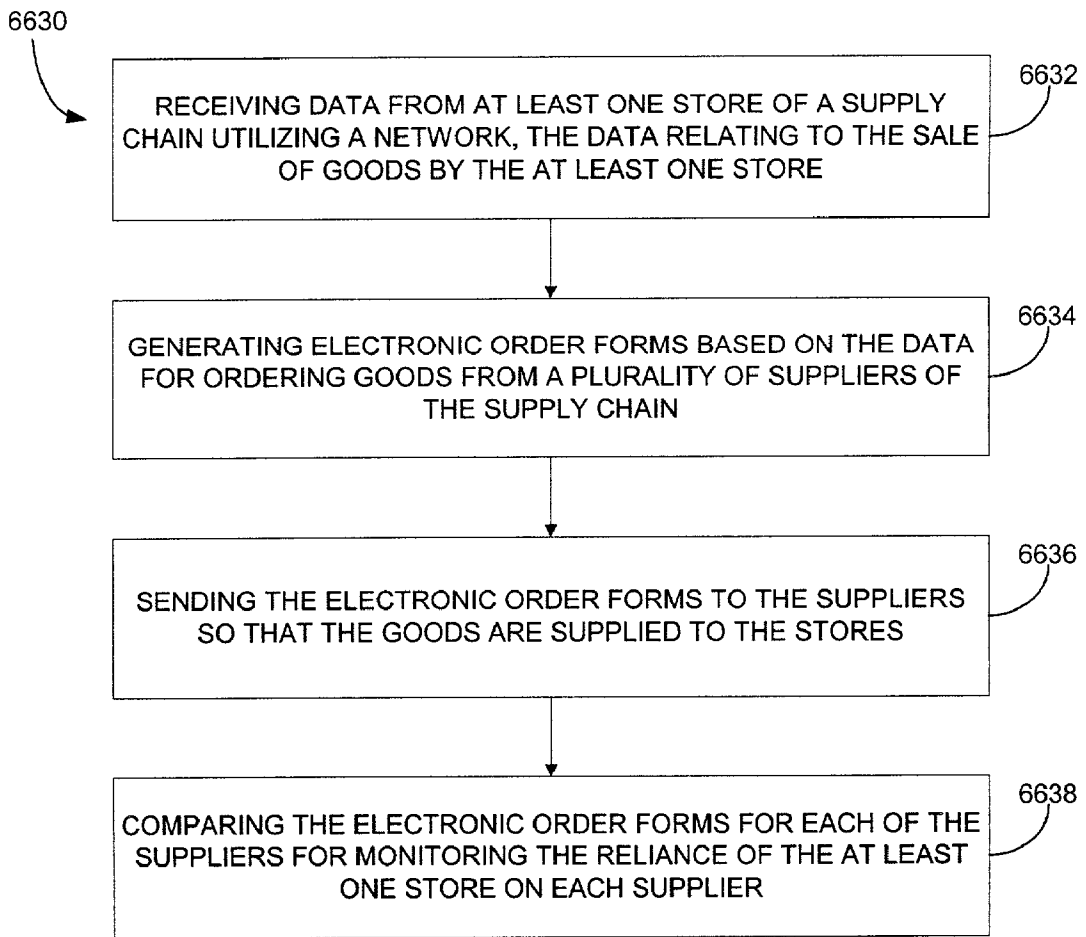 6630
6632
RECEIVING DATA FROM AT LEAST ONE STORE OF A SUPPLY
CHAIN UTILIZING A NETWORK, THE DATA RELATING TO THE SALE
OF GOODS BY THE AT LEAST ONE STORE
6634
GENERATING ELECTRONIC ORDER FORMS BASED ON THE DATA
FOR ORDERING GOODS FROM A PLURALITY OF SUPPLIERS OF
THE SUPPLY CHAIN
6636
SENDING THE ELECTRONIC ORDER FORMS TO THE SUPPLIERS
SO THAT THE GOODS ARE SUPPLIED TO THE STORES
6638
COMPARING THE ELECTRONIC ORDER FORMS FOR EACH OF THE
SUPPLIERS FOR MONITORING THE RELIANCE OF THE AT LEAST
ONE STORE ON EACH SUPPLIER